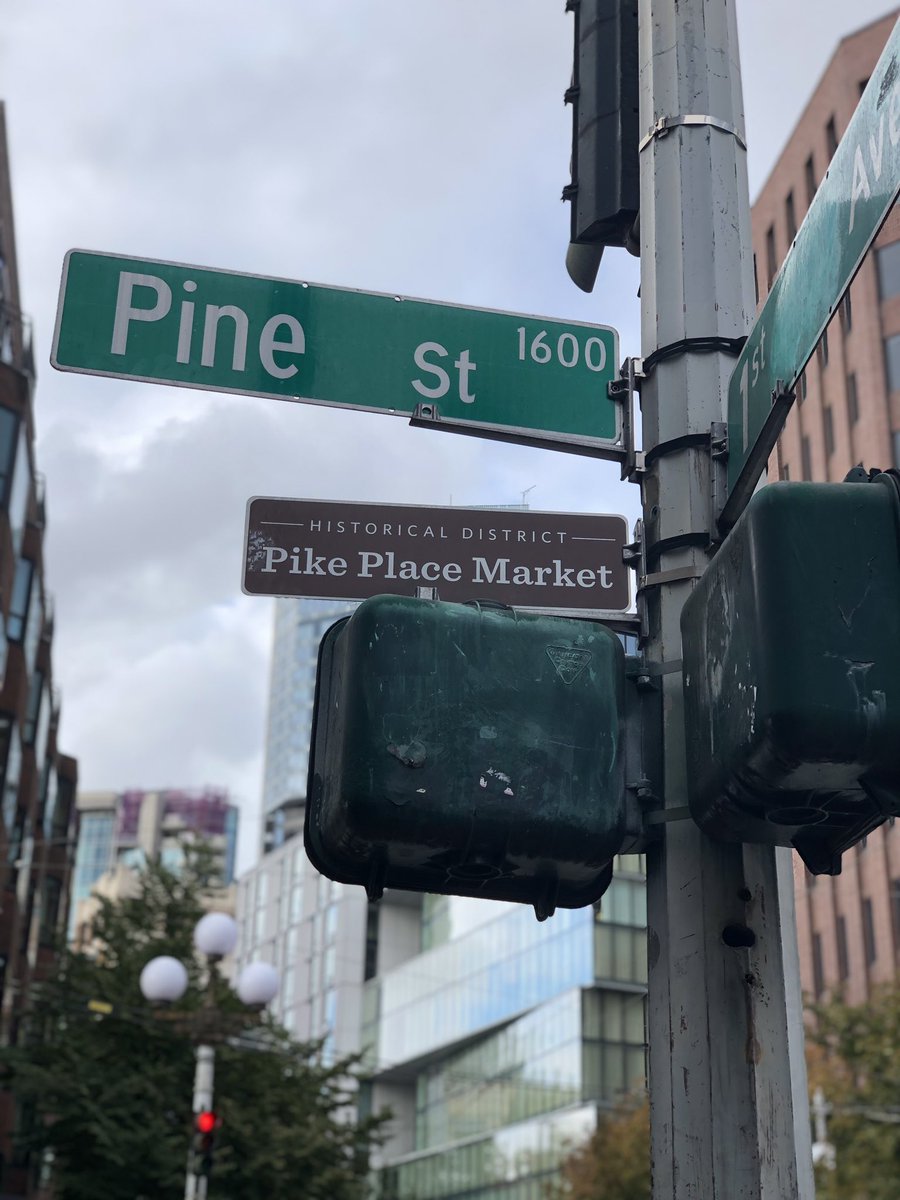 Pine St 1600
1st Ave
HISTORICAL DISTRICT
Pike Place Market